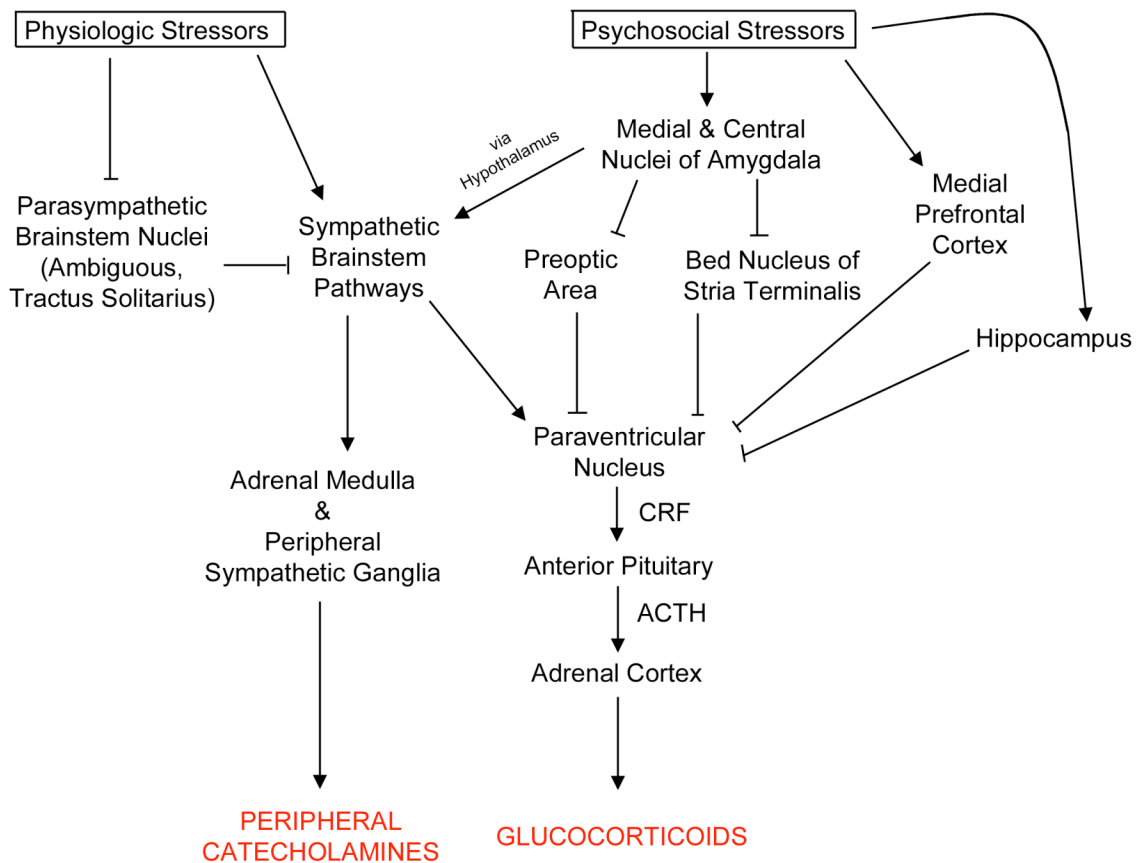 Physiologic Stressors
Psychosocial Stressors
via
Hypothalamus
Medial & Central
Nuclei of Amygdala
Medial
Prefrontal
Cortex
Parasympathetic
Brainstem Nuclei
(Ambiguous,
Tractus Solitarius)
Sympathetic
Brainstem
Pathways
Preoptic
Area
Bed Nucleus of
Stria Terminalis
Hippocampus
Paraventricular
Nucleus
Adrenal Medulla
&
Peripheral
Sympathetic Ganglia
CRF
Anterior Pituitary
ACTH
Adrenal Cortex
PERIPHERAL
CATECHOLAMINES
GLUCOCORTICOIDS